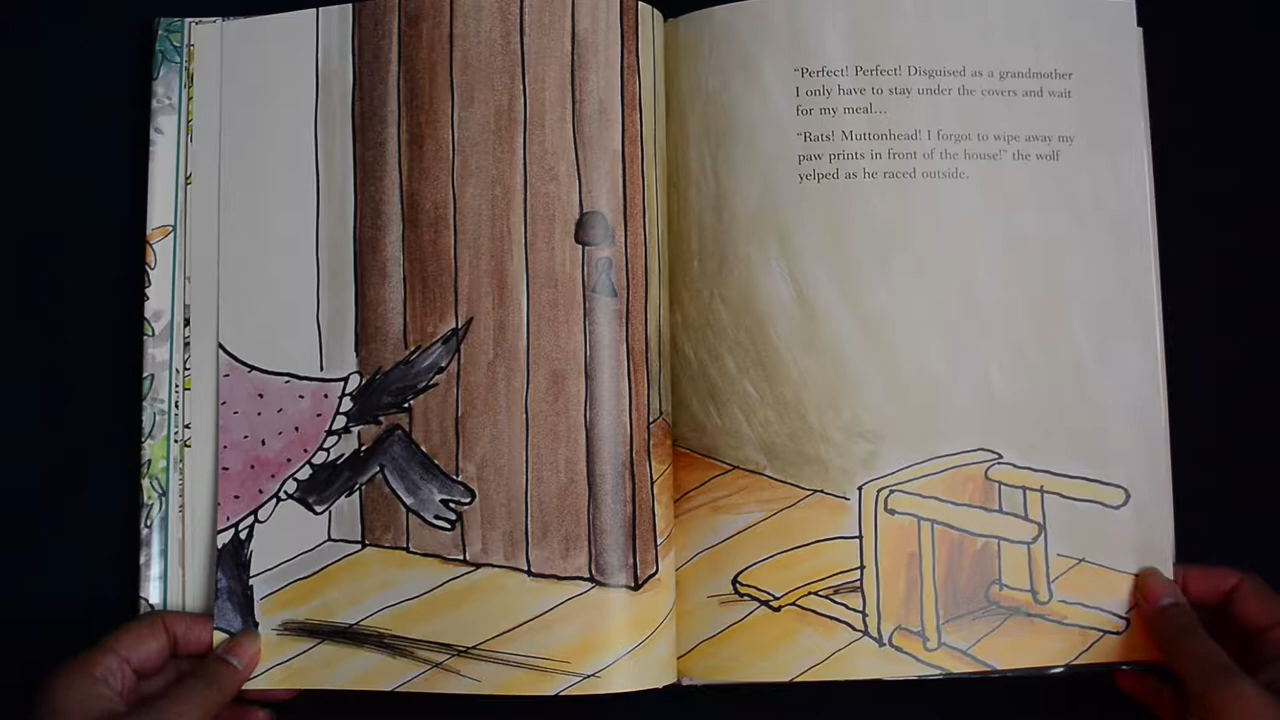 “Perfect! Perfect! Disguised as a grandmother
I only have to stay under the covers and wait
for my meal…
“Rats! Muttonhead! I forgot to wipe away my
paw prints in front of the house!” the wolf
yelped as he raced outside.